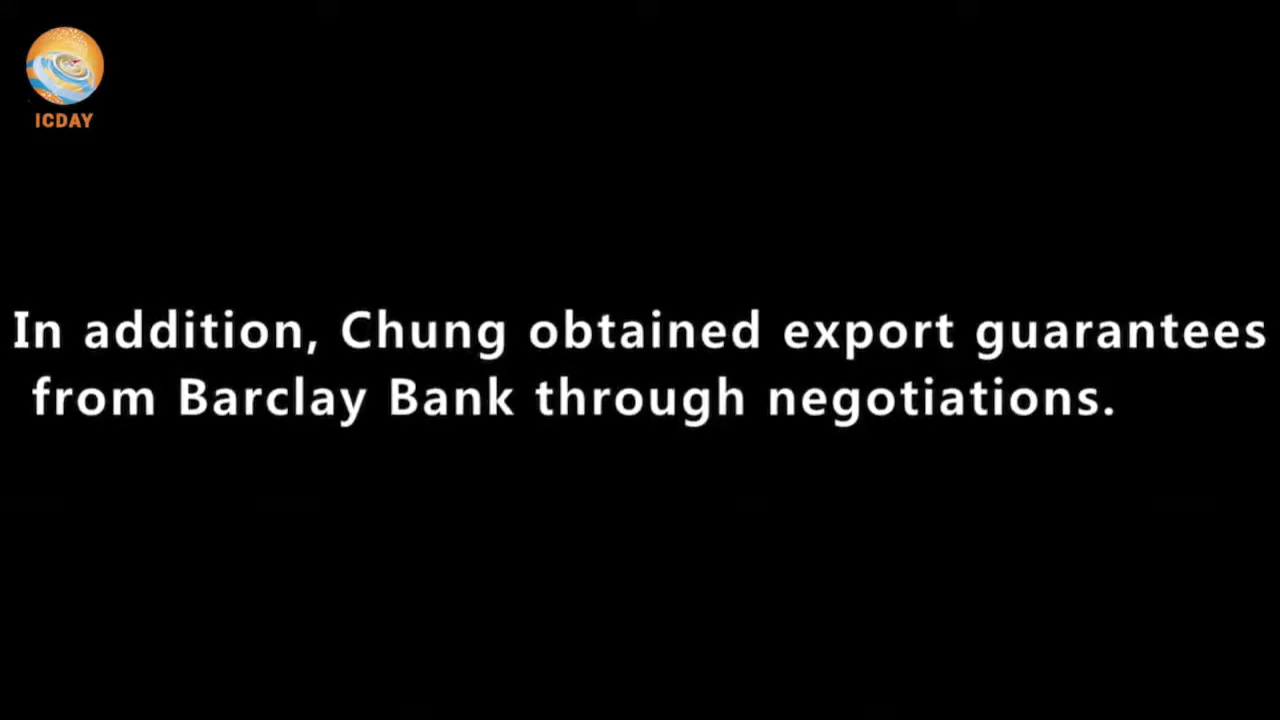 ICDAY
In addition, Chung obtained export guarantees
from Barclay Bank through negotiations.